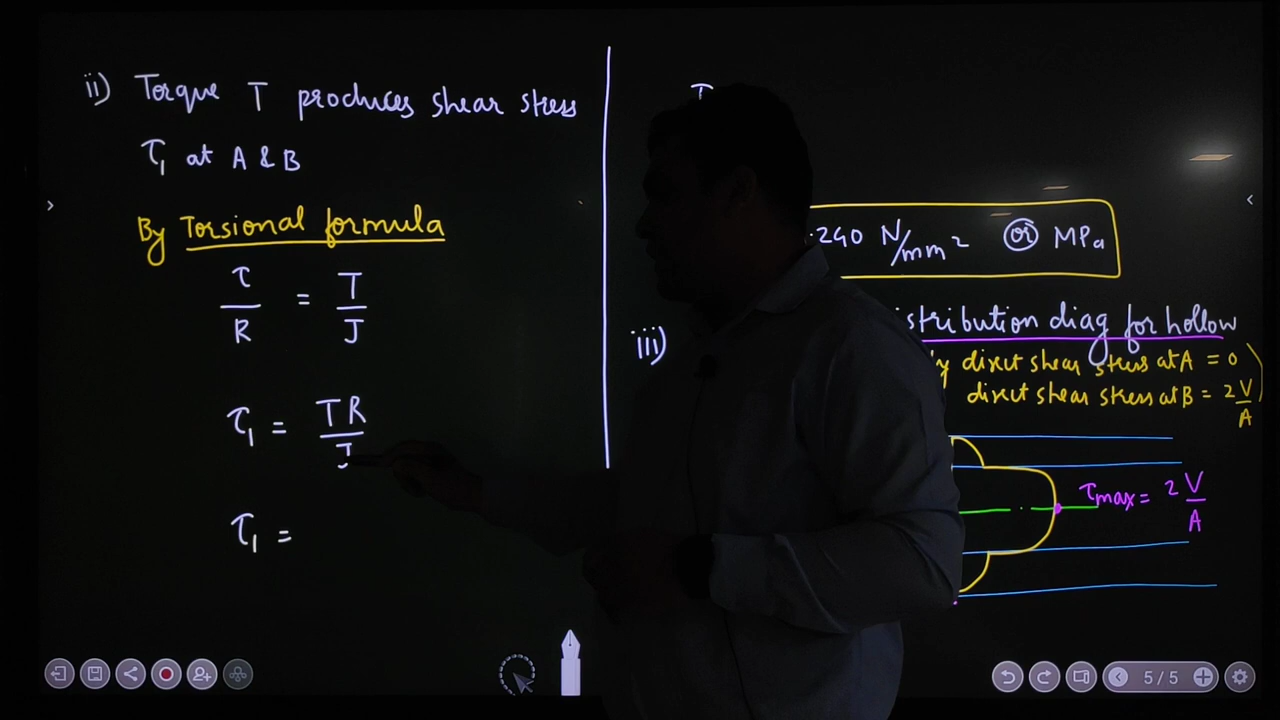 ii) Torque T produces shear stress
τ₁ at A & B
By Torsional formula
τ/R = T/J
τ₁ = TR/J
τ₁ =
.240 N/mm² or MPa
iii)
istribution diag for hollow
direct shear stress at A = 0
direct shear stress at B = 2V/A
τmax = 2V/A
5/5